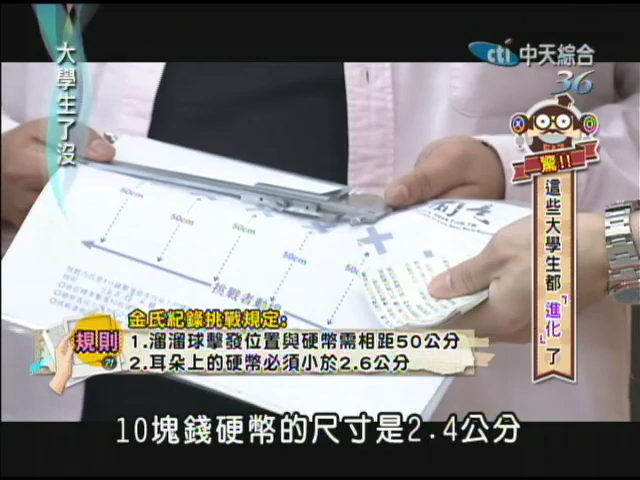 大學生了沒
cti 中天綜合
36
驚!!
這些大學生都「進化」了
50cm
50cm
50cm
50cm
挑戰者動
金氏紀錄挑戰規定:
規則
1.溜溜球擊發位置與硬幣需相距50公分
2.耳朵上的硬幣必須小於2.6公分
10塊錢硬幣的尺寸是2.4公分